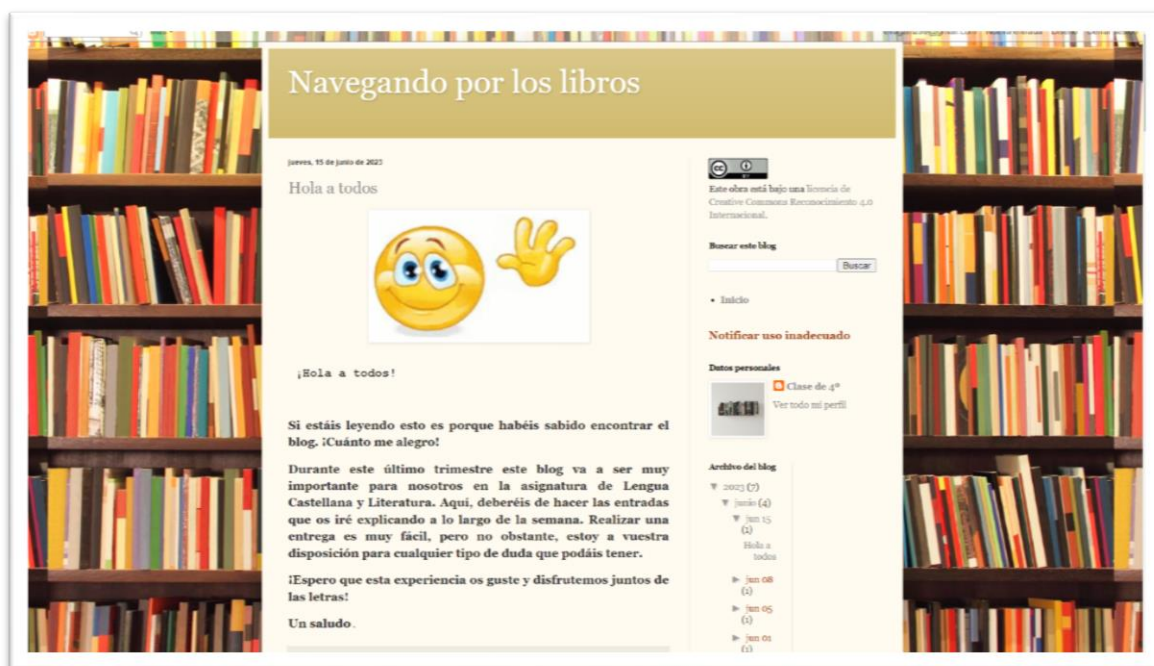 Navegando por los libros
jueves, 15 de junio de 2023
Hola a todos
¡Hola a todos!
Si estáis leyendo esto es porque habéis sabido encontrar el
blog. ¡Cuánto me alegro!
Durante este último trimestre este blog va a ser muy
importante para nosotros en la asignatura de Lengua
Castellana y Literatura. Aquí, deberéis de hacer las entradas
que os iré explicando a lo largo de la semana. Realizar una
entrega es muy fácil, pero no obstante, estoy a vuestra
disposición para cualquier tipo de duda que podáis tener.
¡Espero que esta experiencia os guste y disfrutemos juntos de
las letras!
Un saludo.
cc
BY
Este obra está bajo una licencia de
Creative Commons Reconocimiento 4.0
Internacional.
Buscar este blog
Buscar
Inicio
Notificar uso inadecuado
Datos personales
Clase de 4º
Ver todo mi perfil
Archivo del blog
▼ 2023 (7)
▼ junio (4)
▼ jun 15
(1)
Hola a
todos
► jun 08
(1)
► jun 05
(1)
► jun 01
(1)